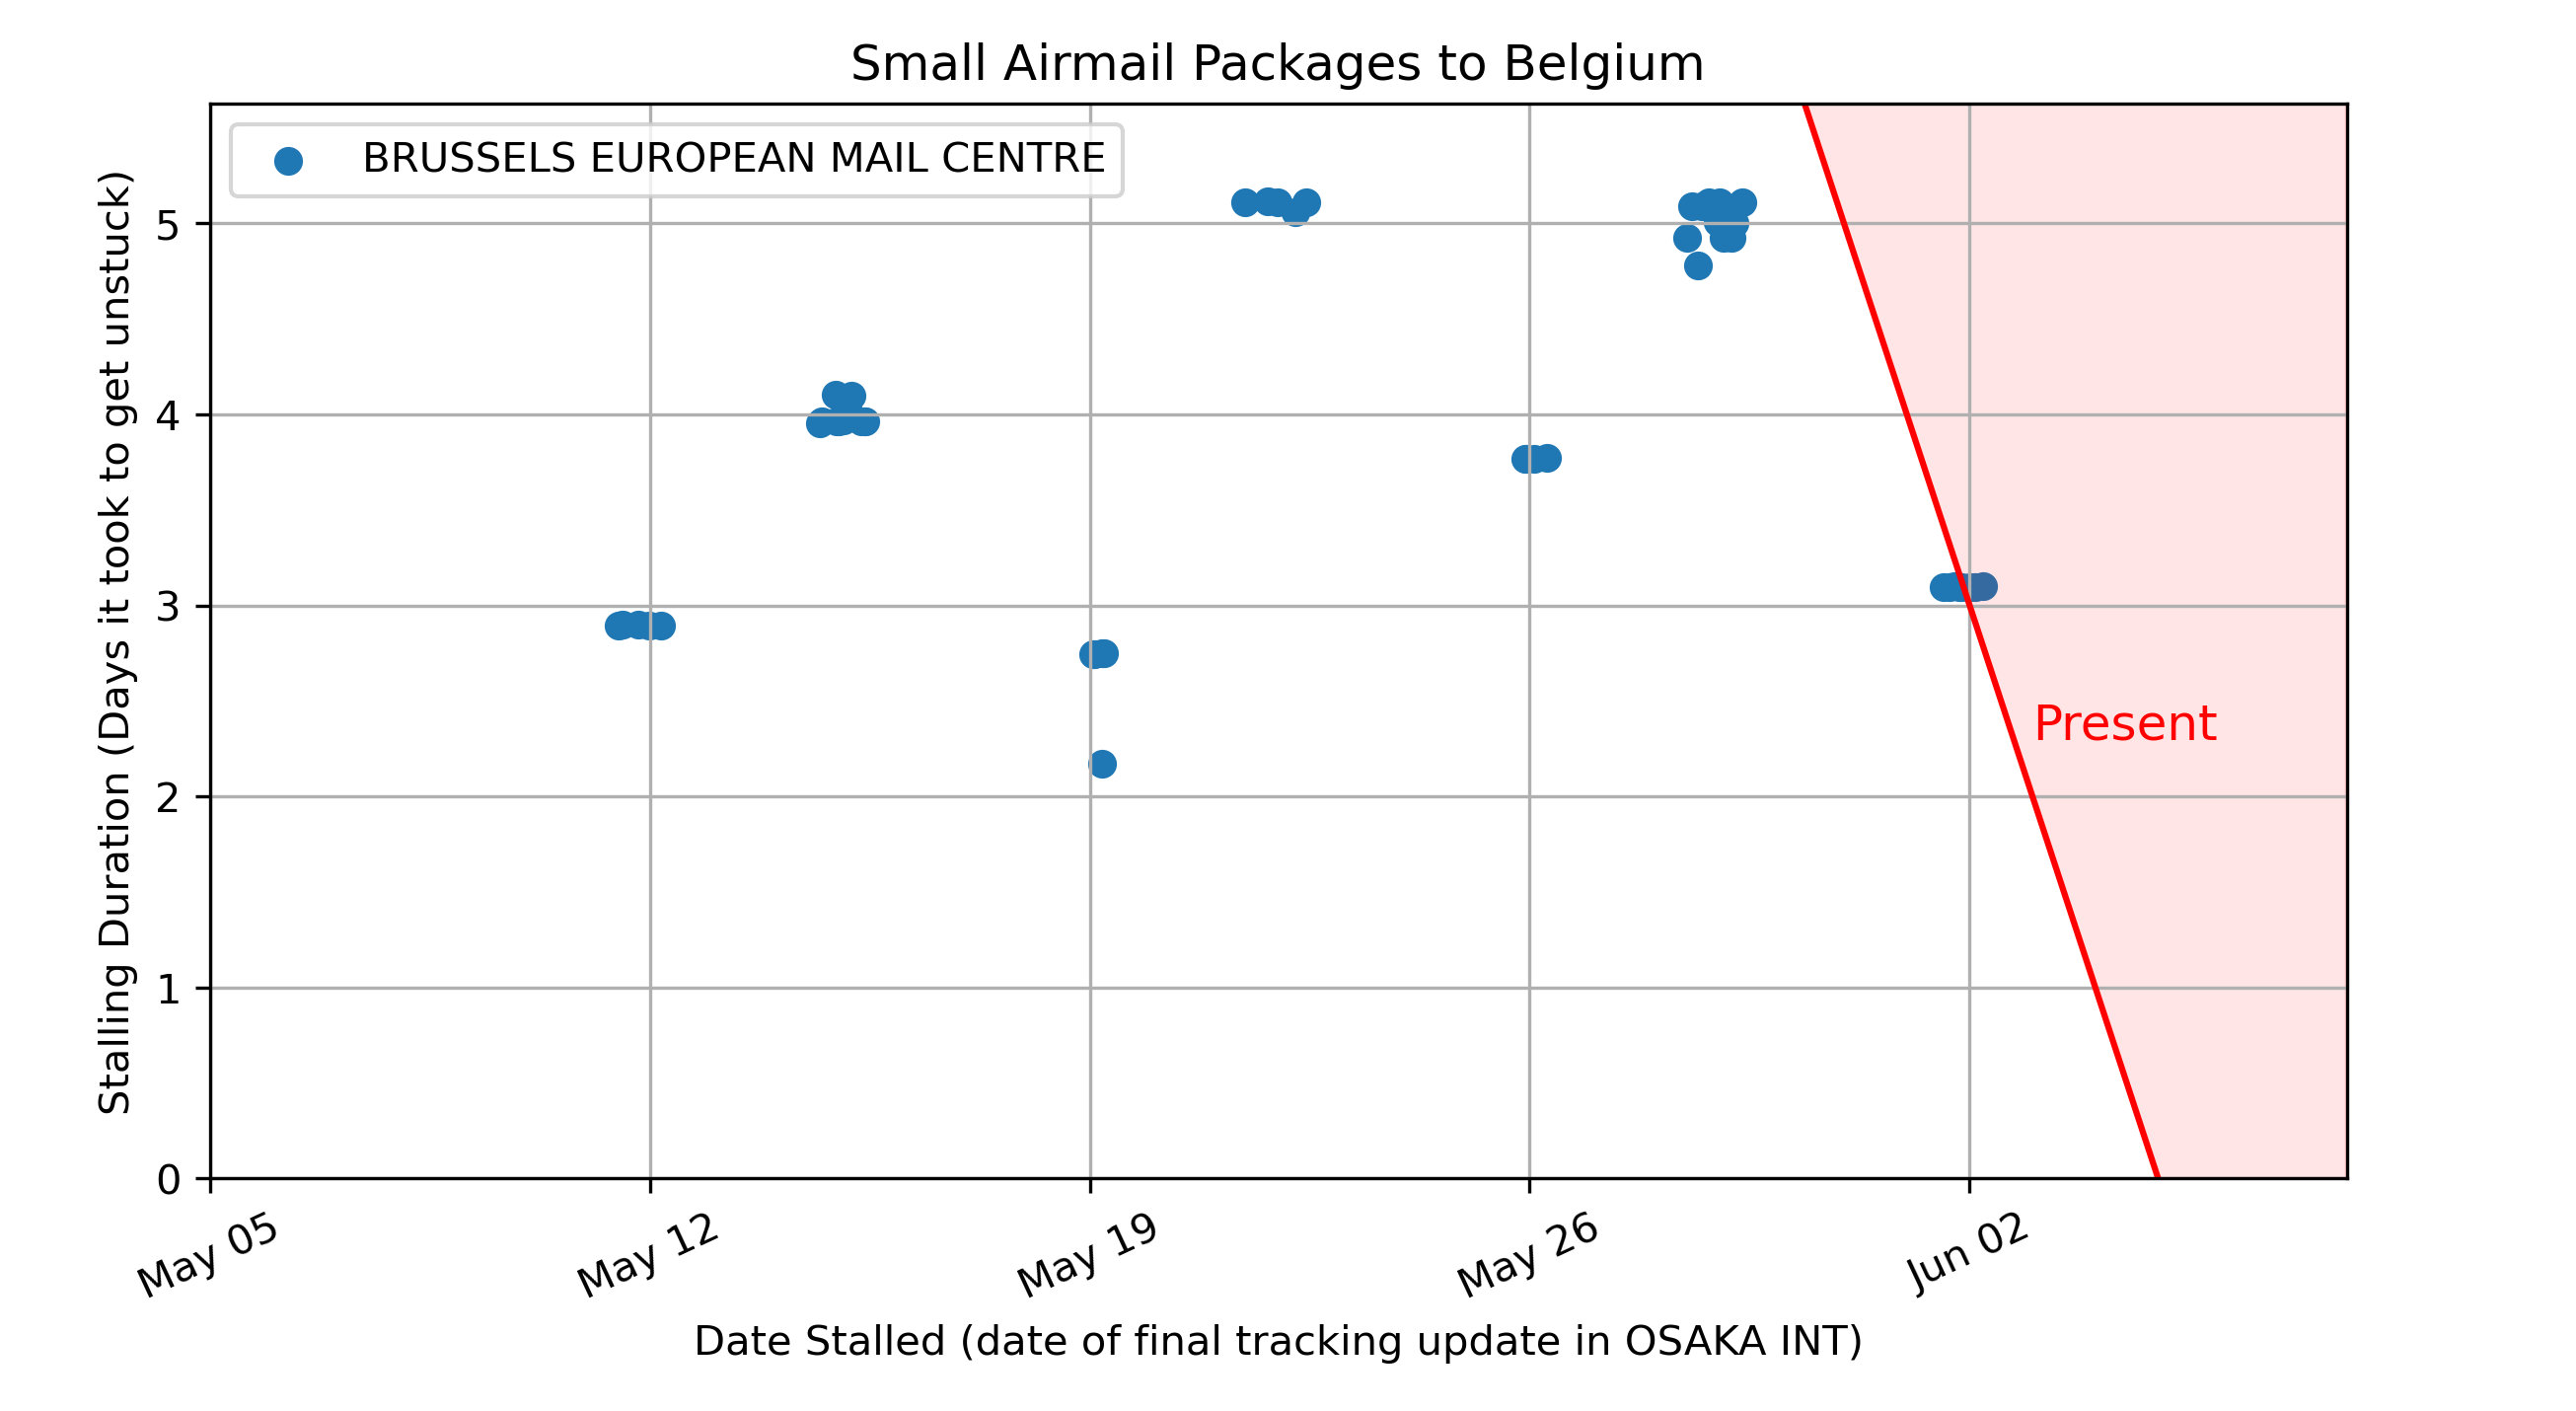 Small Airmail Packages to Belgium
BRUSSELS EUROPEAN MAIL CENTRE
Stalling Duration (Days it took to get unstuck)
5
4
3
2
1
0
Present
May 05
May 12
May 19
May 26
Jun 02
Date Stalled (date of final tracking update in OSAKA INT)